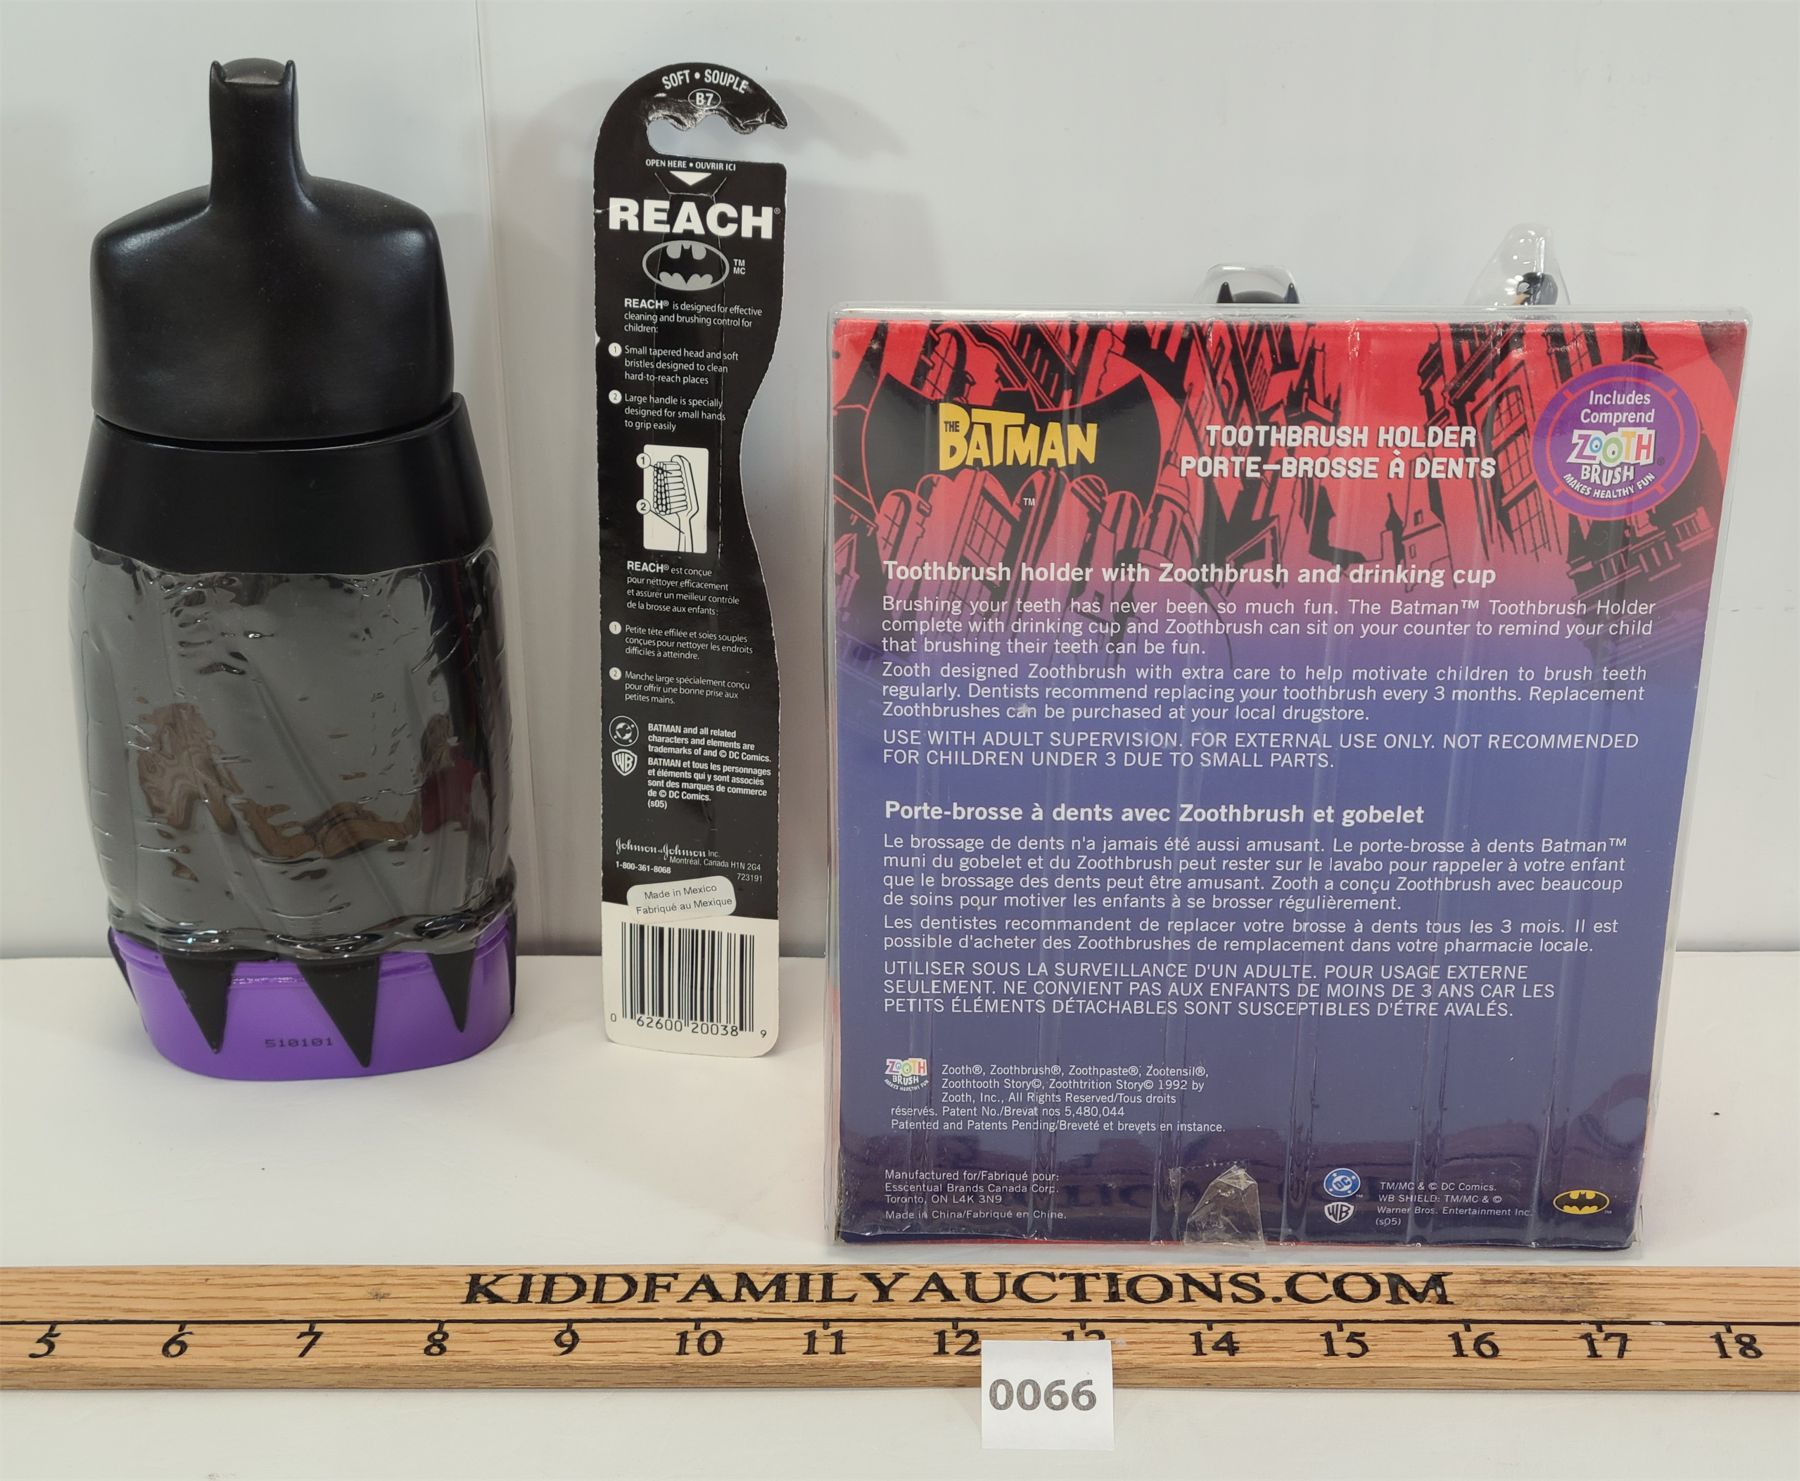 510101
SOFT • SOUPLE
B7
OPEN HERE • OUVRIR ICI
REACH®
TM
MC
REACH® is designed for effective
cleaning and brushing control for
children:
1 Small tapered head and soft
bristles designed to clean
hard-to-reach places
2 Large handle is specially
designed for small hands
to grip easily
1
2
REACH® est conçue
pour nettoyer efficacement
et assurer un meilleur contrôle
de la brosse aux enfants:
1 Petite tête effilée et soies souples
conçues pour nettoyer les endroits
difficiles à atteindre.
2 Manche large spécialement conçu
pour offrir une bonne prise aux
petites mains.
BATMAN and all related
characters and elements are
trademarks of and © DC Comics.
BATMAN et tous les personnages
et éléments qui y sont associés
sont des marques de commerce
de © DC Comics.
(s05)
Johnson & Johnson Inc.
Montréal, Canada H1N 2G4
1-800-361-8068 723191
Made in Mexico
Fabriqué au Mexique
0 62600 20038 9
THE BATMAN
TM
TOOTHBRUSH HOLDER
PORTE-BROSSE À DENTS
Includes
Comprend
ZOOTH
BRUSH
MAKES HEALTHY FUN
Toothbrush holder with Zoothbrush and drinking cup
Brushing your teeth has never been so much fun. The Batman™ Toothbrush Holder
complete with drinking cup and Zoothbrush can sit on your counter to remind your child
that brushing their teeth can be fun.
Zooth designed Zoothbrush with extra care to help motivate children to brush teeth
regularly. Dentists recommend replacing your toothbrush every 3 months. Replacement
Zoothbrushes can be purchased at your local drugstore.
USE WITH ADULT SUPERVISION. FOR EXTERNAL USE ONLY. NOT RECOMMENDED
FOR CHILDREN UNDER 3 DUE TO SMALL PARTS.
Porte-brosse à dents avec Zoothbrush et gobelet
Le brossage de dents n'a jamais été aussi amusant. Le porte-brosse à dents Batman™
muni du gobelet et du Zoothbrush peut rester sur le lavabo pour rappeler à votre enfant
que le brossage des dents peut être amusant. Zooth a conçu Zoothbrush avec beaucoup
de soins pour motiver les enfants à se brosser régulièrement.
Les dentistes recommandent de replacer votre brosse à dents tous les 3 mois. Il est
possible d'acheter des Zoothbrushes de remplacement dans votre pharmacie locale.
UTILISER SOUS LA SURVEILLANCE D'UN ADULTE. POUR USAGE EXTERNE
SEULEMENT. NE CONVIENT PAS AUX ENFANTS DE MOINS DE 3 ANS CAR LES
PETITS ÉLÉMENTS DÉTACHABLES SONT SUSCEPTIBLES D'ÊTRE AVALÉS.
ZOOTH
BRUSH
MAKES HEALTHY FUN
Zooth®, Zoothbrush®, Zoothpaste®, Zootensil®,
Zoothtooth Story©, Zoothtrition Story© 1992 by
Zooth, Inc., All Rights Reserved/Tous droits
réservés. Patent No./Brevat nos 5,480,044
Patented and Patents Pending/Breveté et brevets en instance.
Manufactured for/Fabriqué pour:
Esscentual Brands Canada Corp.
Toronto, ON L4K 3N9
Made in China/Fabriqué en Chine.
DC
WB
TM/MC & © DC Comics.
WB SHIELD: TM/MC & ©
Warner Bros. Entertainment Inc.
(s05)
KIDDFAMILYAUCTIONS.COM
5 6 7 8 9 10 11 12 13 14 15 16 17 18
0066